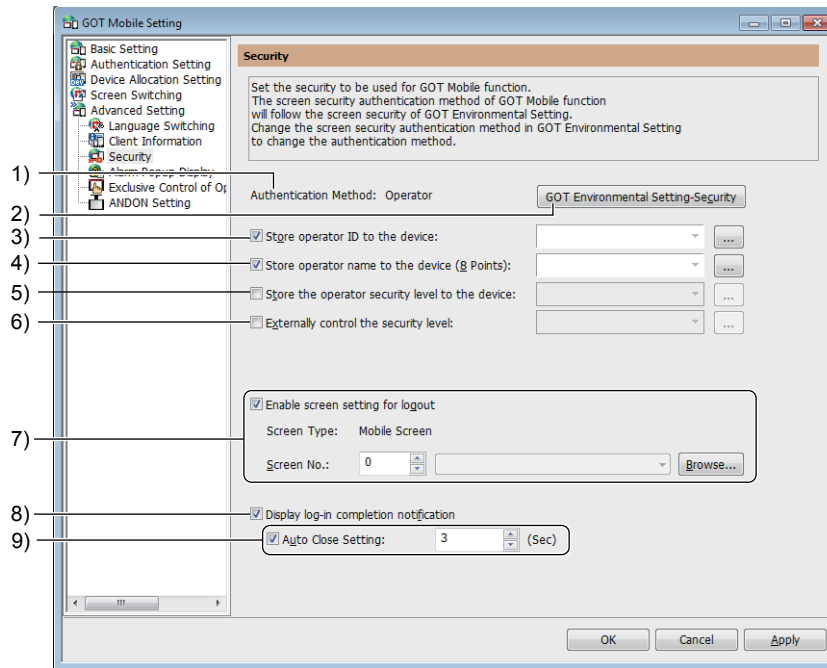 GOT Mobile Setting
Basic Setting
Authentication Setting
Device Allocation Setting
Screen Switching
Advanced Setting
Language Switching
Client Information
Security
Alarm Popup Display
Exclusive Control of Op
ANDON Setting
Security
Set the security to be used for GOT Mobile function.
The screen security authentication method of GOT Mobile function
will follow the screen security of GOT Environmental Setting.
Change the screen security authentication method in GOT Environmental Setting
to change the authentication method.
1)
Authentication Method: Operator
GOT Environmental Setting-Security
2)
3)
Store operator ID to the device:
...
4)
Store operator name to the device (8 Points):
...
5)
Store the operator security level to the device:
...
6)
Externally control the security level:
...
7)
Enable screen setting for logout
Screen Type: Mobile Screen
Screen No.: 0 Browse...
8)
Display log-in completion notification
9)
Auto Close Setting: 3 (Sec)
OK Cancel Apply